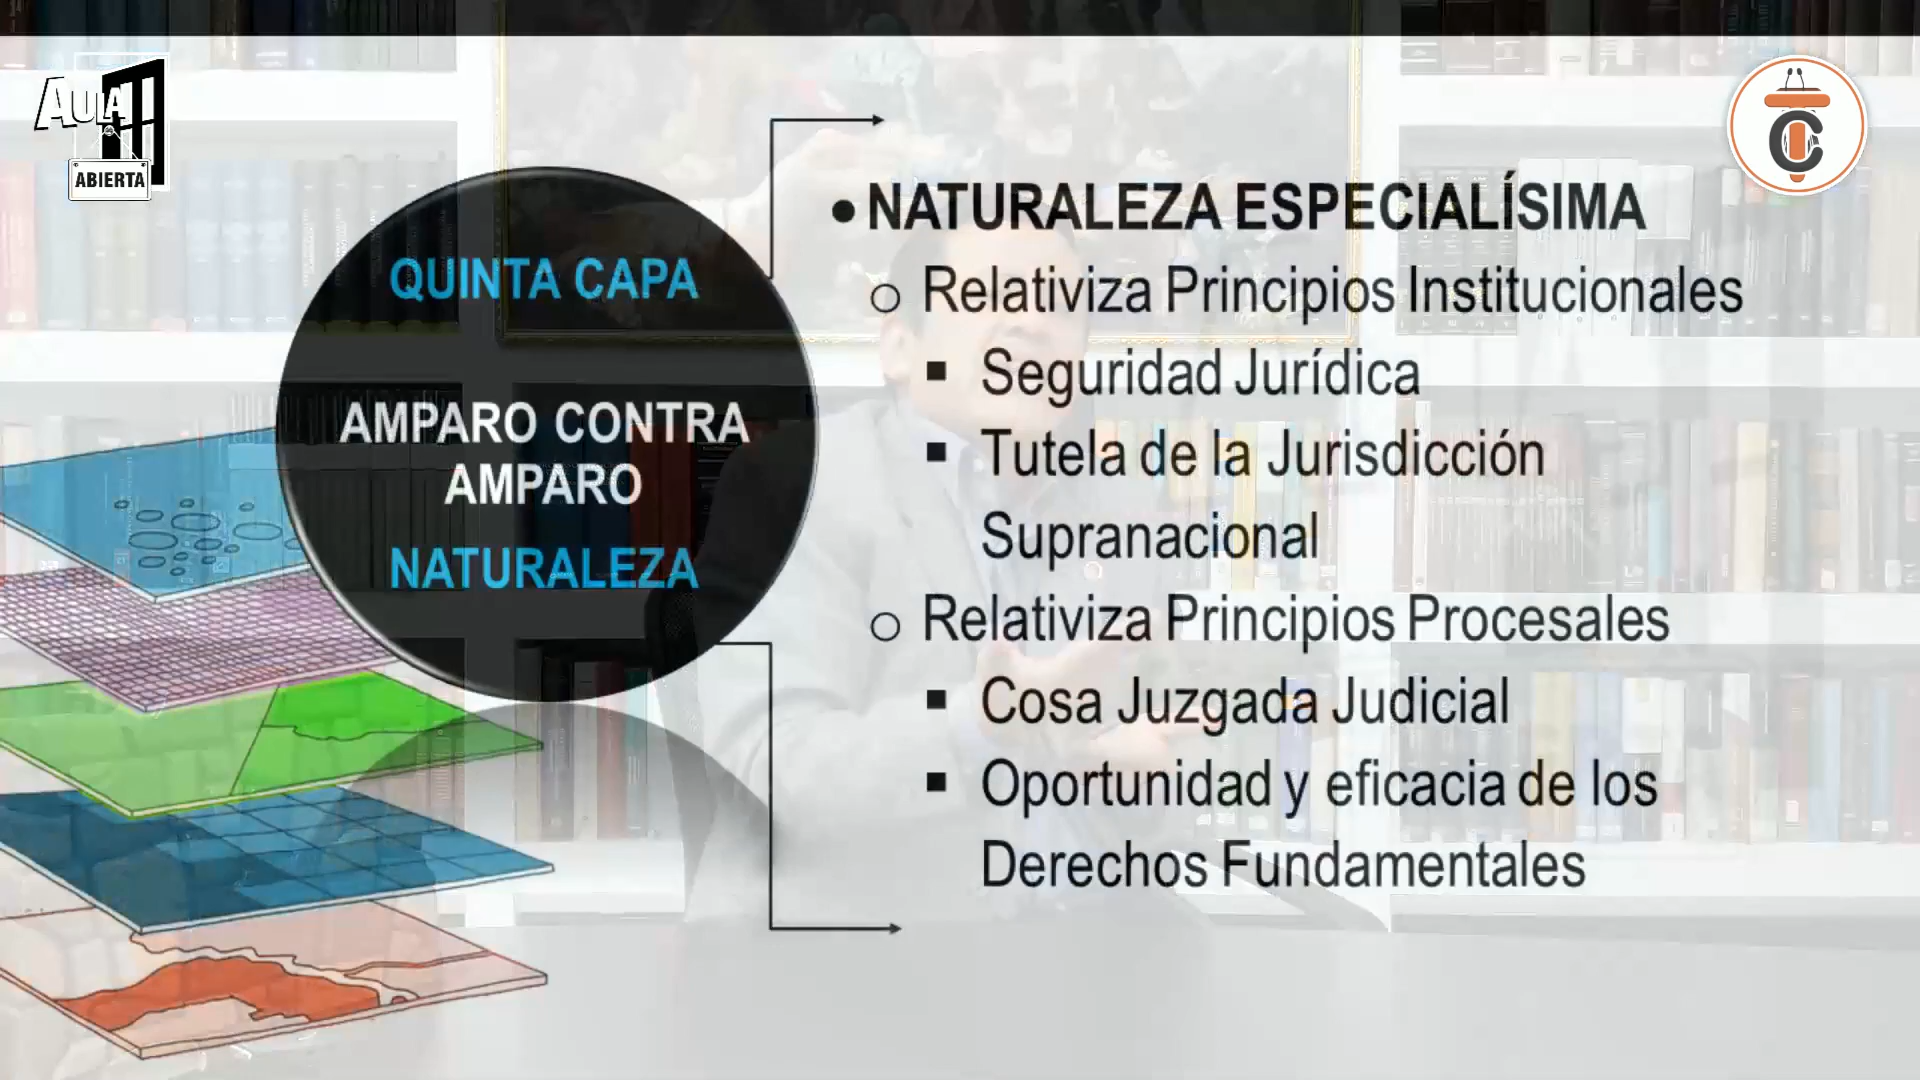 AULA
ABIERTA
TC
QUINTA CAPA
AMPARO CONTRA
AMPARO
NATURALEZA
• NATURALEZA ESPECIALÍSIMA
o Relativiza Principios Institucionales
▪ Seguridad Jurídica
▪ Tutela de la Jurisdicción
Supranacional
o Relativiza Principios Procesales
▪ Cosa Juzgada Judicial
▪ Oportunidad y eficacia de los
Derechos Fundamentales